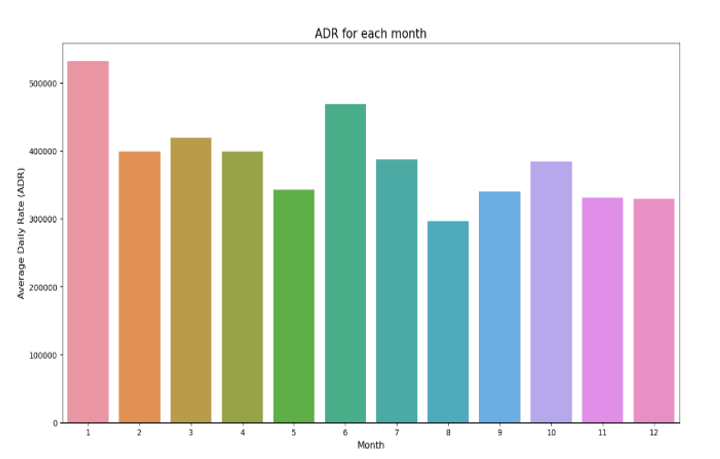 ADR for each month
Average Daily Rate (ADR)
500000
400000
300000
200000
100000
0
1 2 3 4 5 6 7 8 9 10 11 12
Month